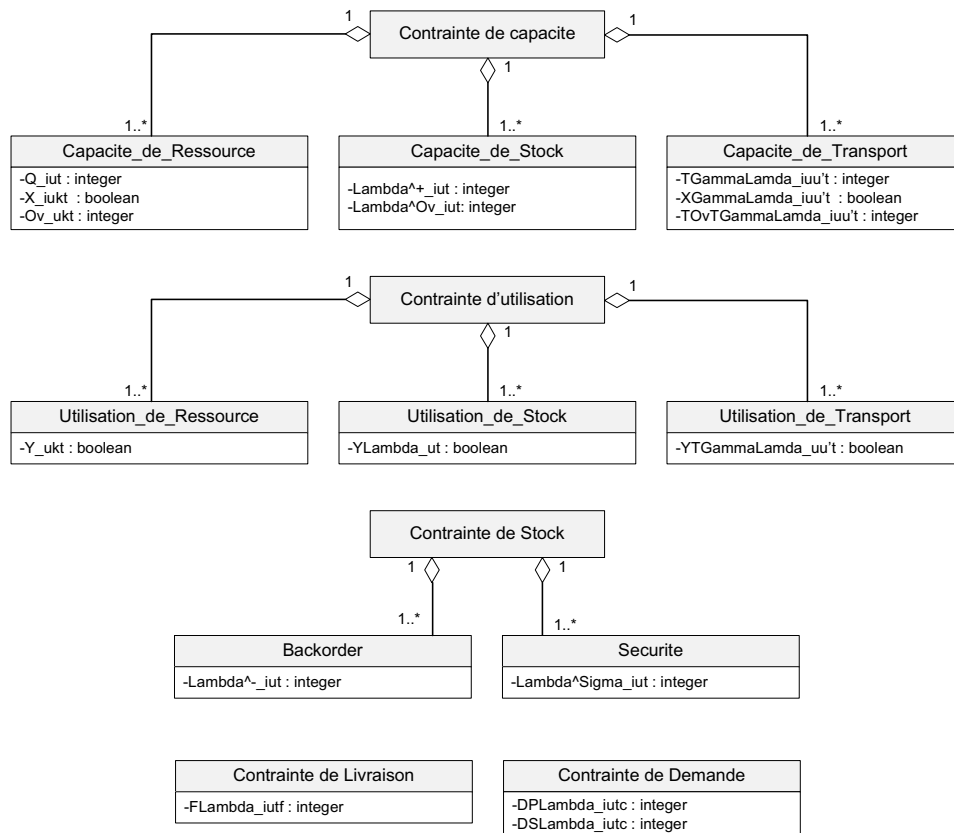 Contrainte de capacite
1
1
1
1..*
1..*
1..*
Capacite_de_Ressource
-Q_iut : integer
-X_iukt : boolean
-Ov_ukt : integer
Capacite_de_Stock
-Lambda^+_iut : integer
-Lambda^Ov_iut: integer
Capacite_de_Transport
-TGammaLamda_iuu't : integer
-XGammaLamda_iuu't : boolean
-TOvTGammaLamda_iuu't : integer
Contrainte d'utilisation
1
1
1
1..*
1..*
1..*
Utilisation_de_Ressource
-Y_ukt : boolean
Utilisation_de_Stock
-YLambda_ut : boolean
Utilisation_de_Transport
-YTGammaLamda_uu't : boolean
Contrainte de Stock
1
1
1..*
1..*
Backorder
-Lambda^-_iut : integer
Securite
-Lambda^Sigma_iut : integer
Contrainte de Livraison
-FLambda_iutf : integer
Contrainte de Demande
-DPLambda_iutc : integer
-DSLambda_iutc : integer